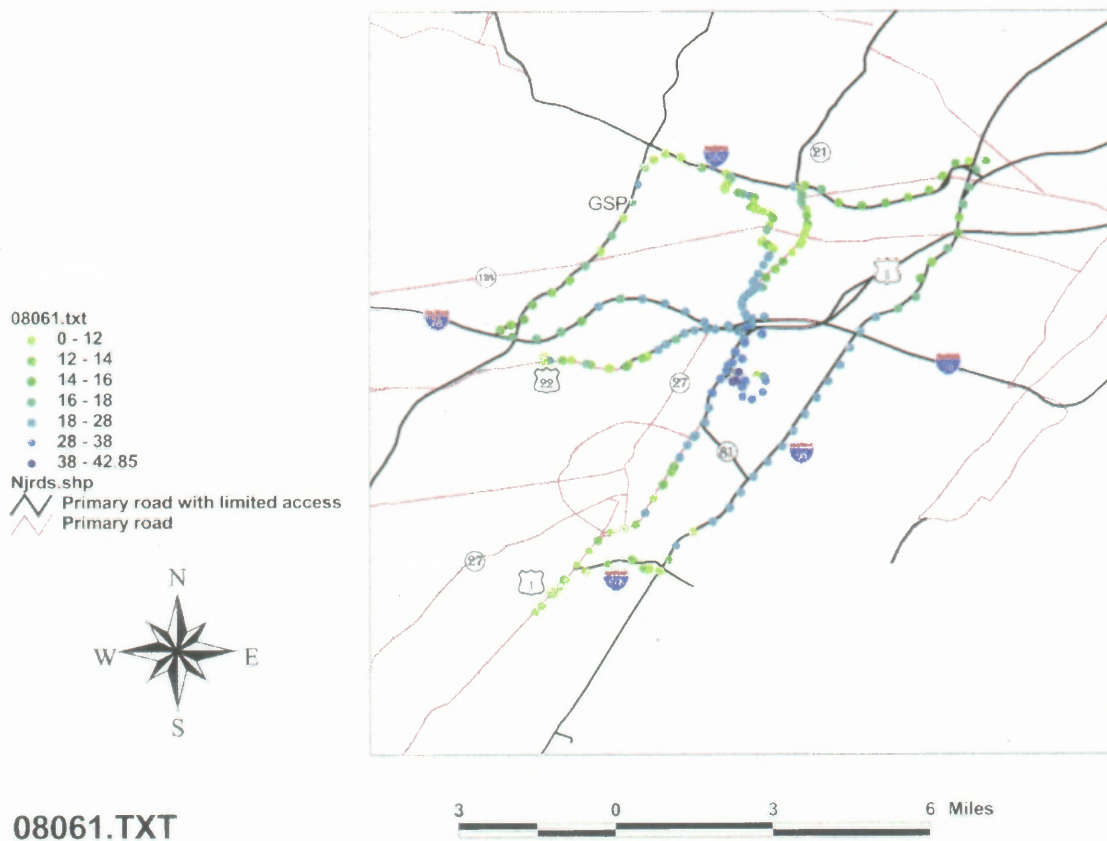 21
GSP
124
1
08061.txt
0 - 12
12 - 14
14 - 16
16 - 18
18 - 28
28 - 38
38 - 42.85
Njrds.shp
Primary road with limited access
Primary road
22
27
81
95
27
1
N
W E
S
3 0 3 6 Miles
08061.TXT